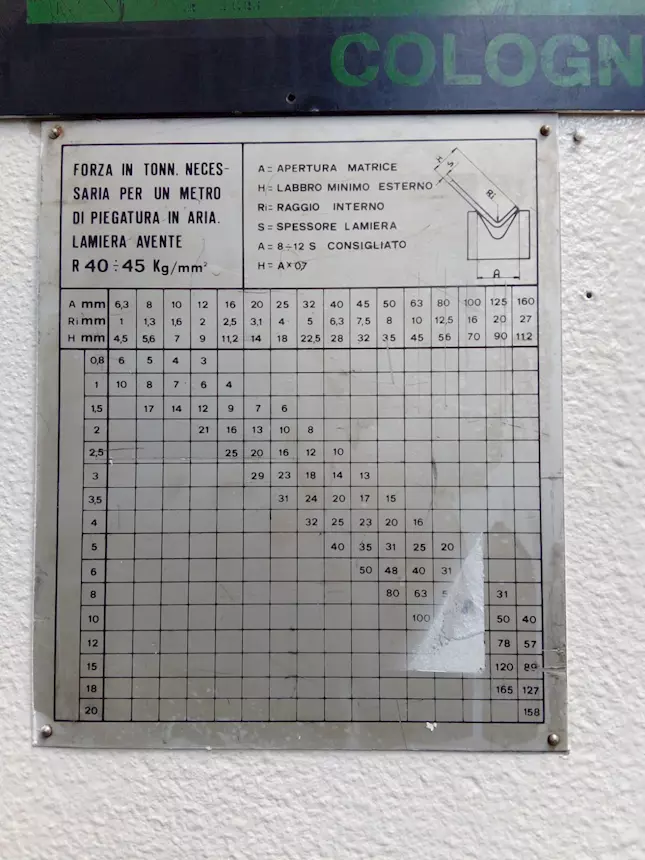 COLOGN
FORZA IN TONN. NECES-
SARIA PER UN METRO
DI PIEGATURA IN ARIA.
LAMIERA AVENTE
R 40÷45 Kg/mm²
A = APERTURA MATRICE
H = LABBRO MINIMO ESTERNO
Ri = RAGGIO INTERNO
S = SPESSORE LAMIERA
A = 8÷12 S CONSIGLIATO
H = A×07
H
S
Ri
A
A mm 6,3 8 10 12 16 20 25 32 40 45 50 63 80 100 125 160
Ri mm 1 1,3 1,6 2 2,5 3,1 4 5 6,3 7,5 8 10 12,5 16 20 27
H mm 4,5 5,6 7 9 11,2 14 18 22,5 28 32 35 45 56 70 90 112
0,8 6 5 4 3
1 10 8 7 6 4
1,5 17 14 12 9 7 6
2 21 16 13 10 8
2,5 25 20 16 12 10
3 29 23 18 14 13
3,5 31 24 20 17 15
4 32 25 23 20 16
5 40 35 31 25 20
6 50 48 40 31
8 80 63 31
10 100 50 40
12 78 57
15 120 89
18 165 127
20 158